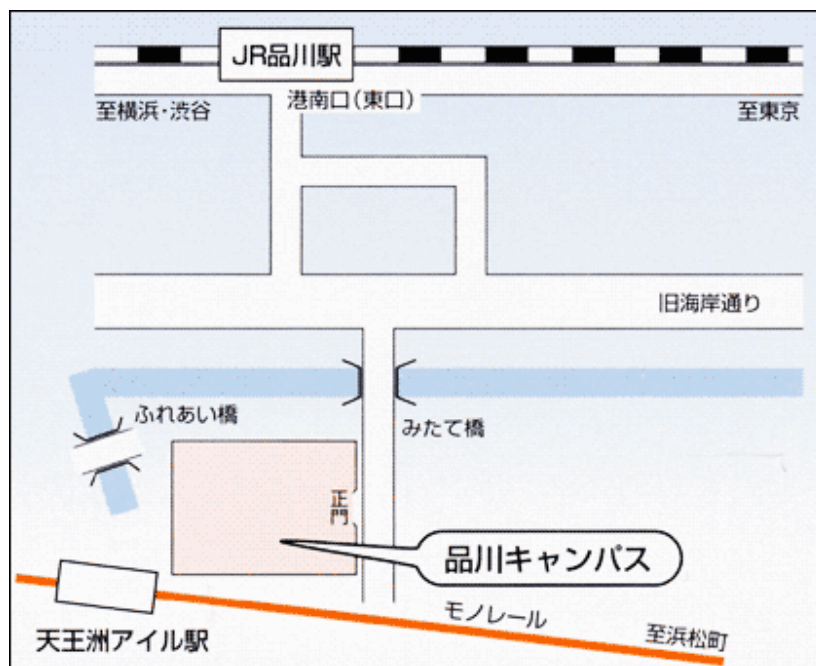 JR品川駅
港南口(東口)
至横浜・渋谷
至東京
旧海岸通り
ふれあい橋
みたて橋
正門
品川キャンパス
モノレール
至浜松町
天王洲アイル駅